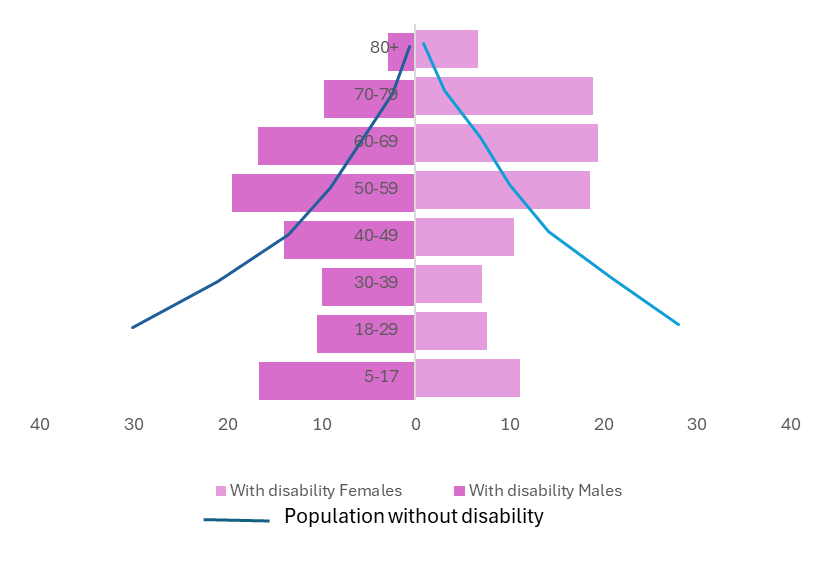 80+
70-79
60-69
50-59
40-49
30-39
18-29
5-17
40 30 20 10 0 10 20 30 40
With disability Females With disability Males
Population without disability